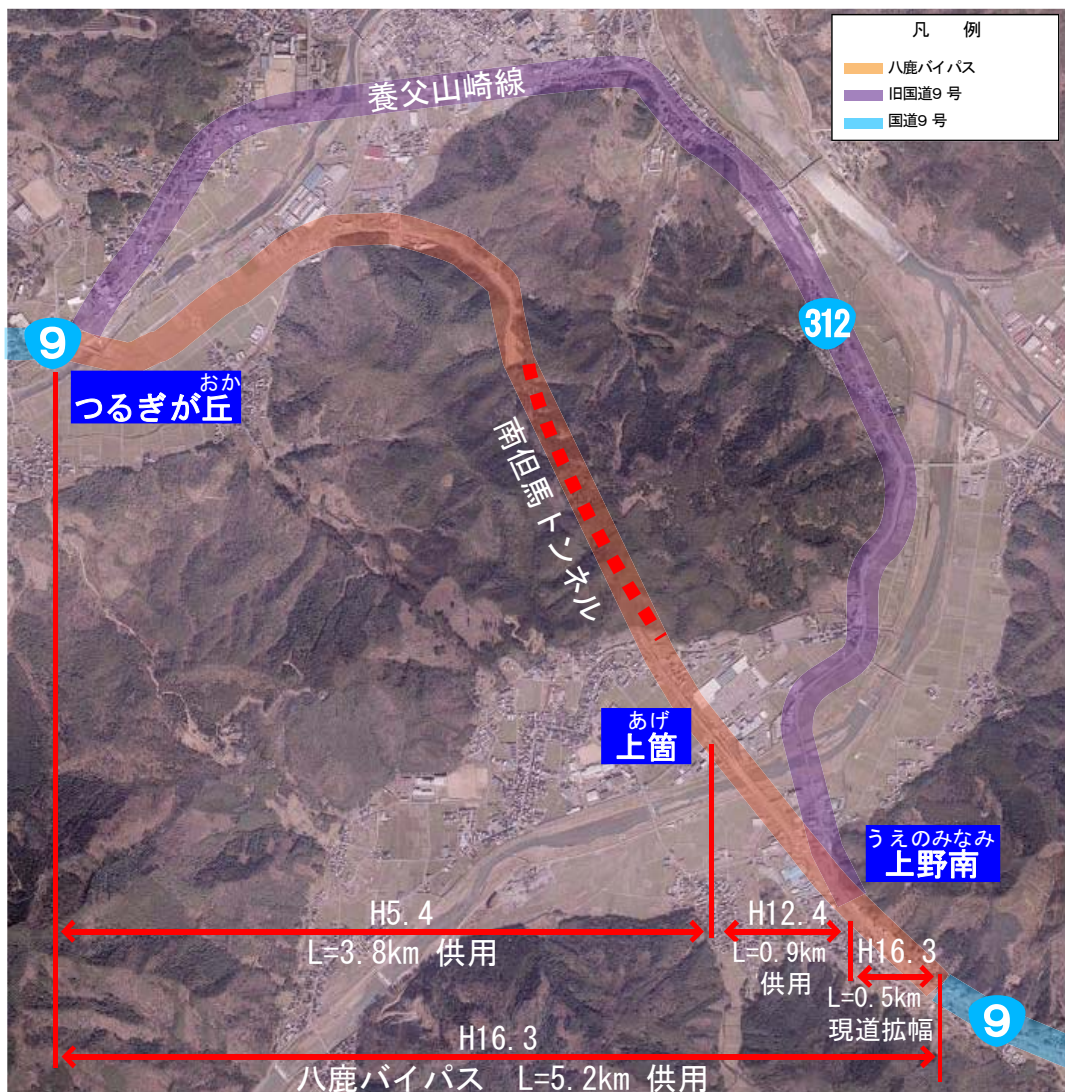 凡　例
八鹿バイパス
旧国道9 号
国道9 号
養父山崎線
9
312
おか
つるぎが丘
南但馬トンネル
あげ
上箇
うえのみなみ
上野南
H5.4
L=3.8km 供用
H12.4
L=0.9km
供用
H16.3
L=0.5km
現道拡幅
9
H16.3
八鹿バイパス　L=5.2km 供用